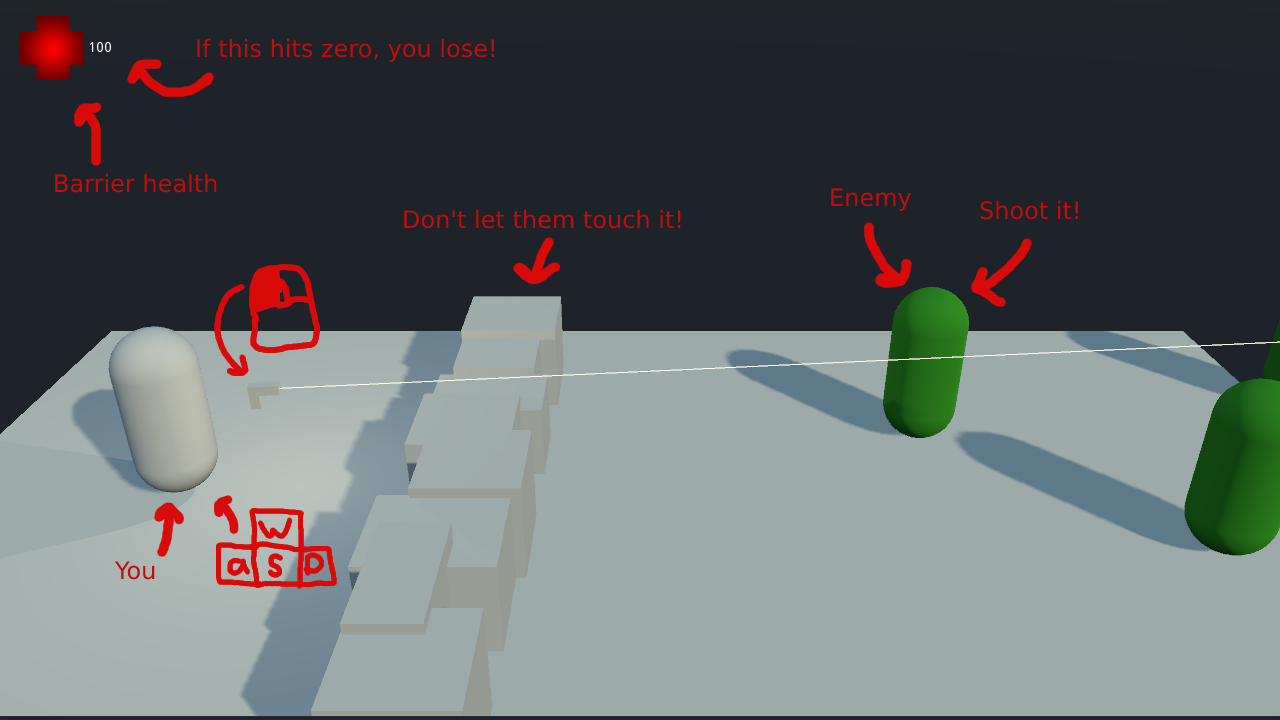 100
If this hits zero, you lose!
Barrier health
Don't let them touch it!
Enemy
Shoot it!
You
W
a S D